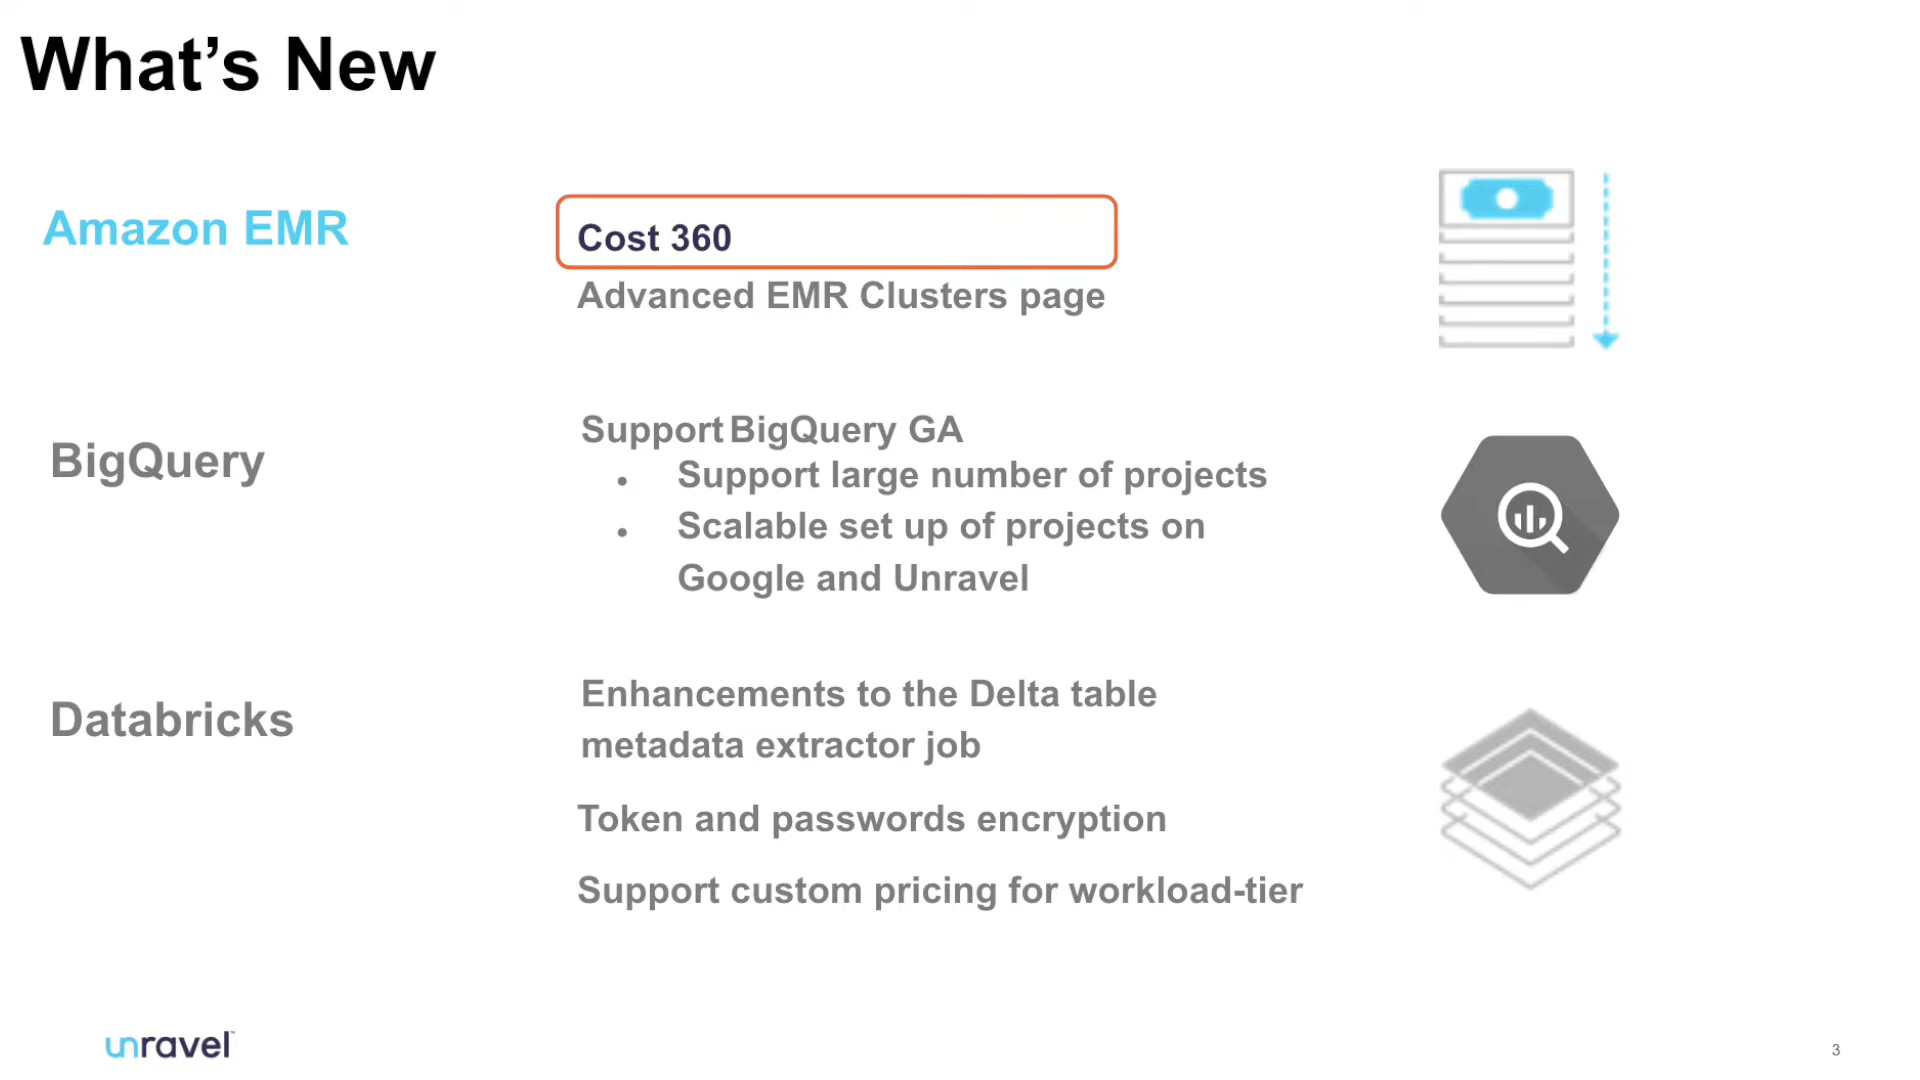 What's New
Amazon EMR
Cost 360
Advanced EMR Clusters page
BigQuery
Support BigQuery GA
• Support large number of projects
• Scalable set up of projects on
Google and Unravel
Databricks
Enhancements to the Delta table
metadata extractor job
Token and passwords encryption
Support custom pricing for workload-tier
unravel™
3